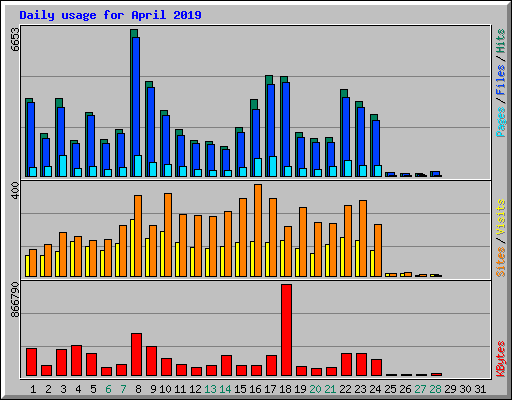 Daily usage for April 2019
6653
Pages/Files/Hits
400
Sites/Visits
866790
KBytes
1 2 3 4 5 6 7 8 9 10 11 12 13 14 15 16 17 18 19 20 21 22 23 24 25 26 27 28 29 30 31